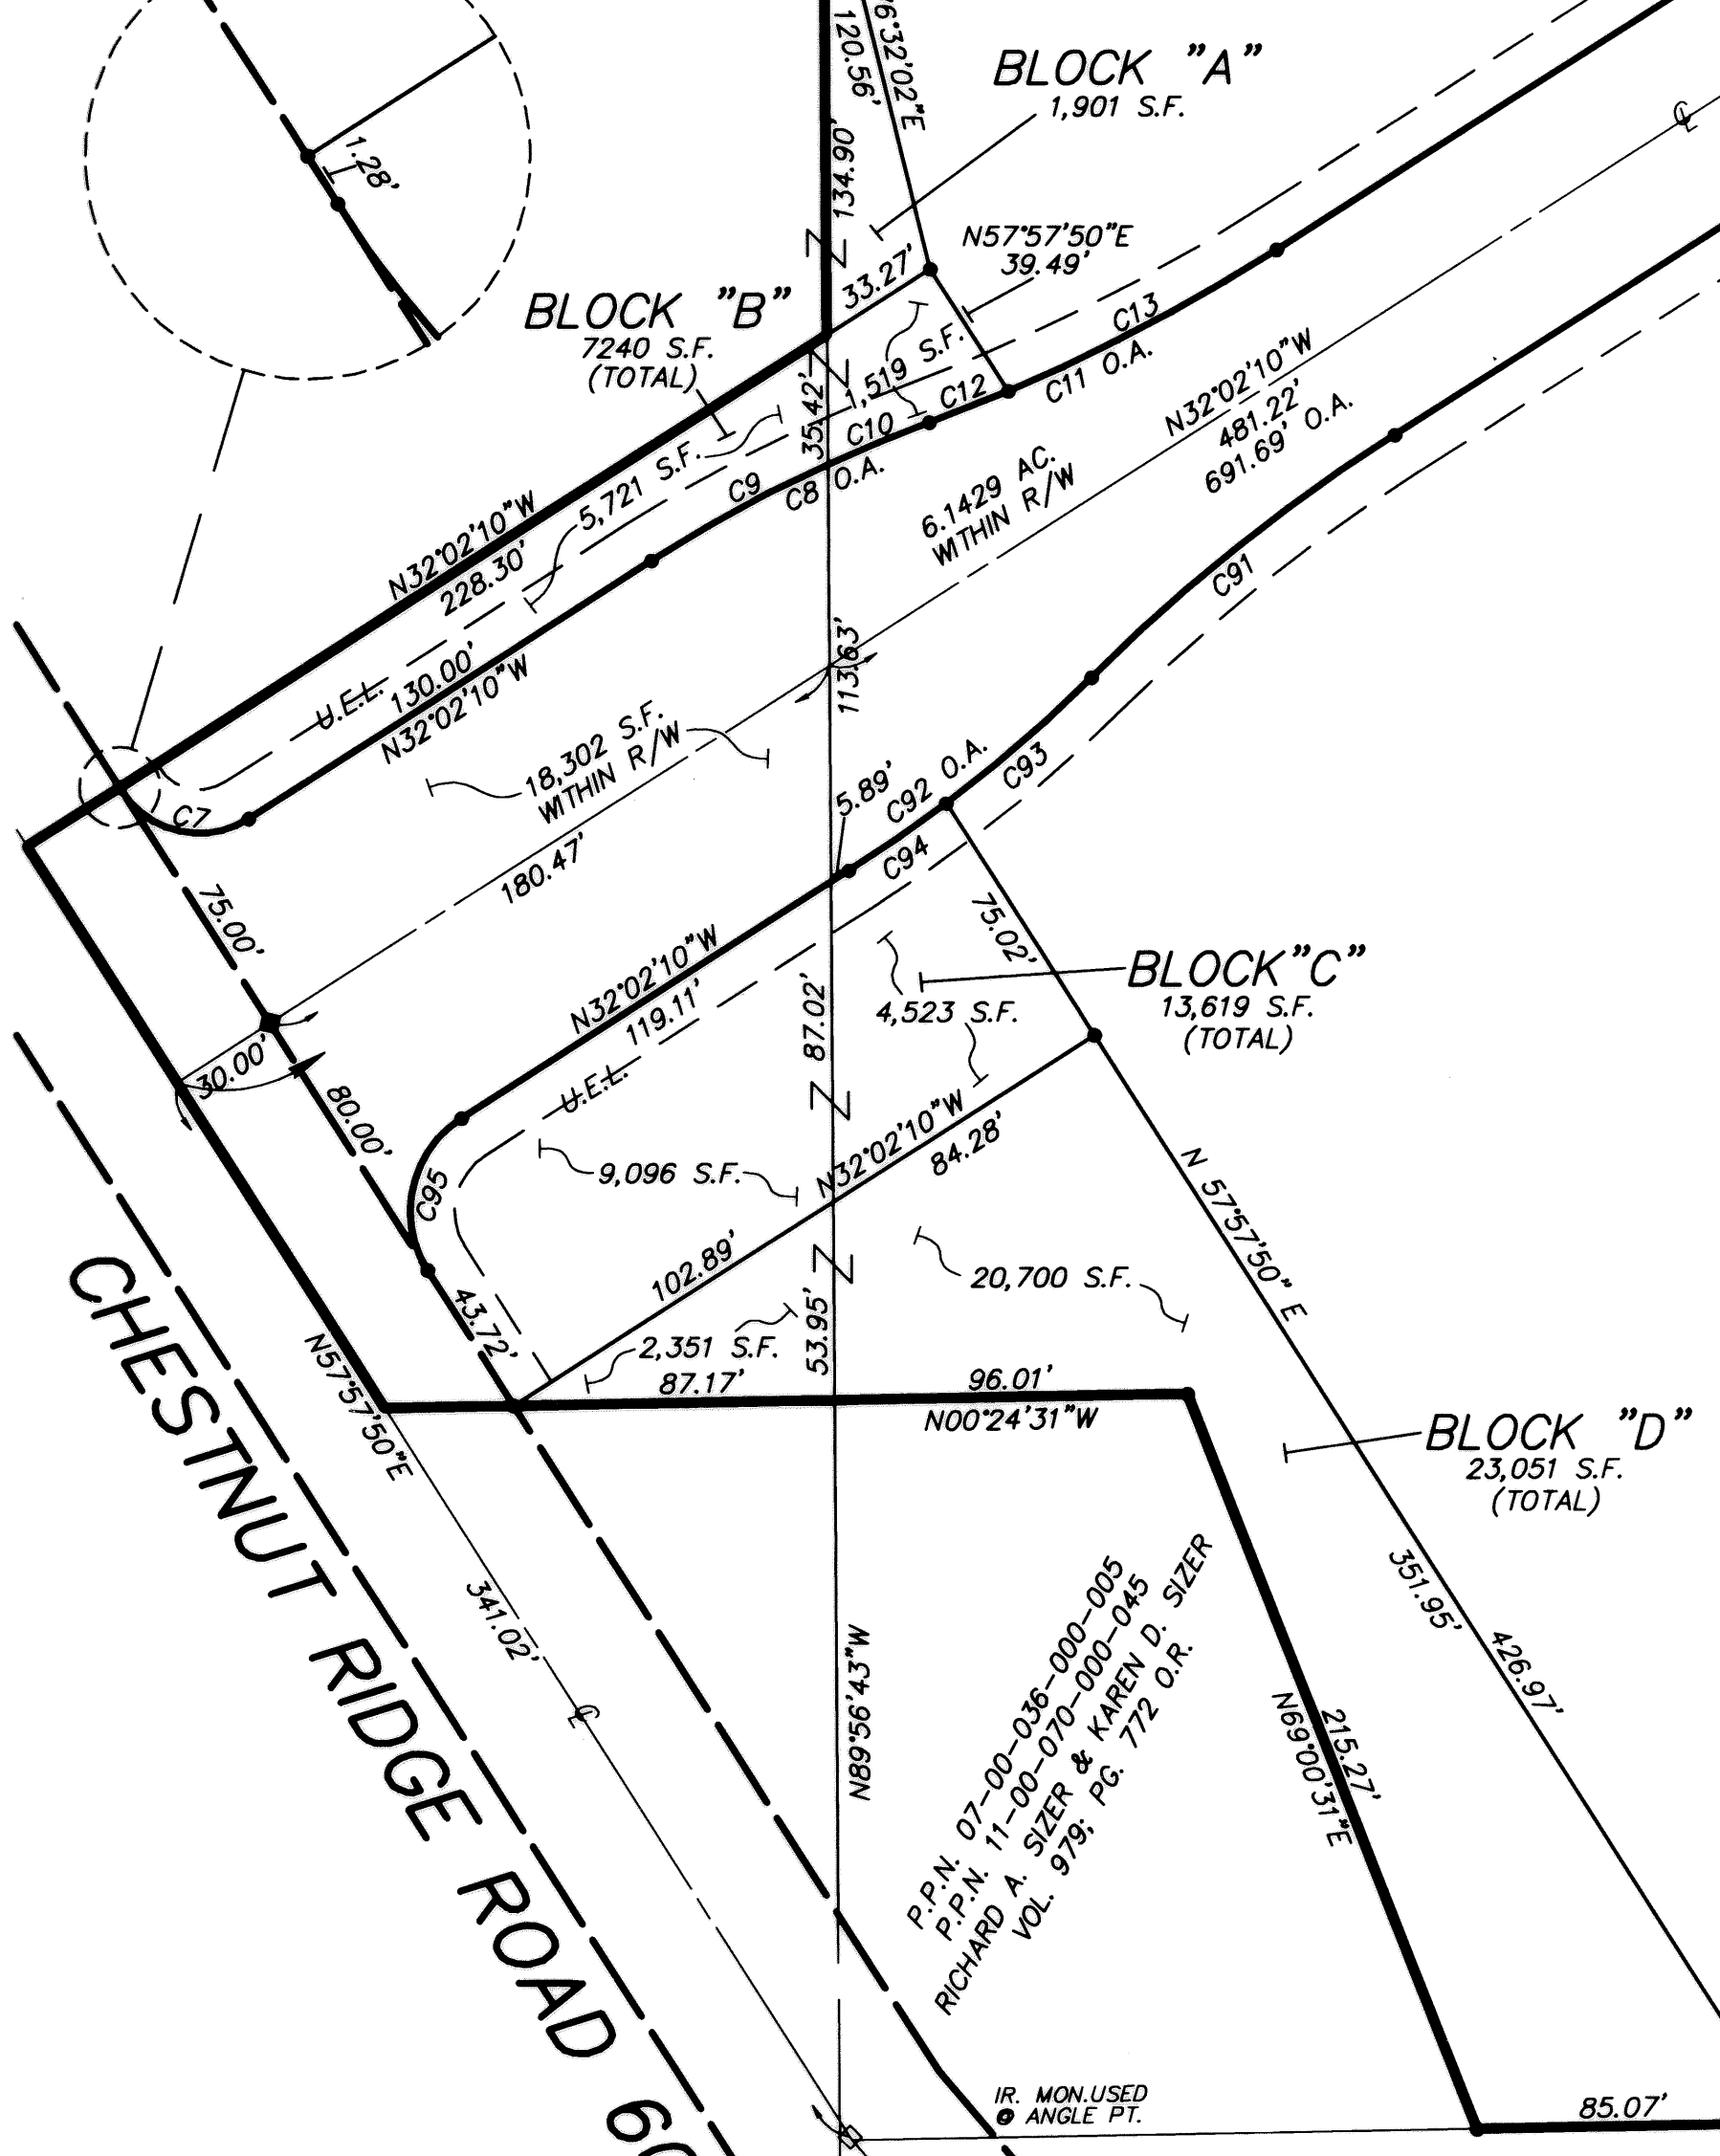 120.56'
6°32'02"E
134.90'
BLOCK "A"
1,901 S.F.
1.28'
N57°57'50"E
39.49'
33.27'
BLOCK "B"
7240 S.F.
(TOTAL)
35.42'
1,519 S.F.
C12
C10
C13
C11 O.A.
C9
C8 O.A.
5,721 S.F.
N32°02'10"W
481.22'
691.69' O.A.
6.1429 AC.
WITHIN R/W
N32°02'10"W
228.30'
U.E.L.
130.00'
N32°02'10"W
113.63'
C91
18,302 S.F.
WITHIN R/W
180.47'
C7
5.89'
C92 O.A.
C93
C94
75.00'
75.02'
N32°02'10"W
119.11'
U.E.L.
87.02'
BLOCK "C"
13,619 S.F.
(TOTAL)
4,523 S.F.
30.00'
80.00'
N32°02'10"W
84.28'
9,096 S.F.
C95
102.89'
N 57°57'50" E
20,700 S.F.
43.72'
2,351 S.F.
53.95'
87.17'
96.01'
N00°24'31"W
N57°57'50"E
BLOCK "D"
23,051 S.F.
(TOTAL)
CHESTNUT RIDGE ROAD 60
341.02'
N89°56'43"W
351.95'
426.97'
215.27'
N69°00'31"E
P.P.N. 07-00-036-000-005
P.P.N. 11-00-070-000-045
RICHARD A. SIZER & KAREN D. SIZER
VOL. 979; PG. 772 O.R.
IR. MON.USED
@ ANGLE PT.
85.07'